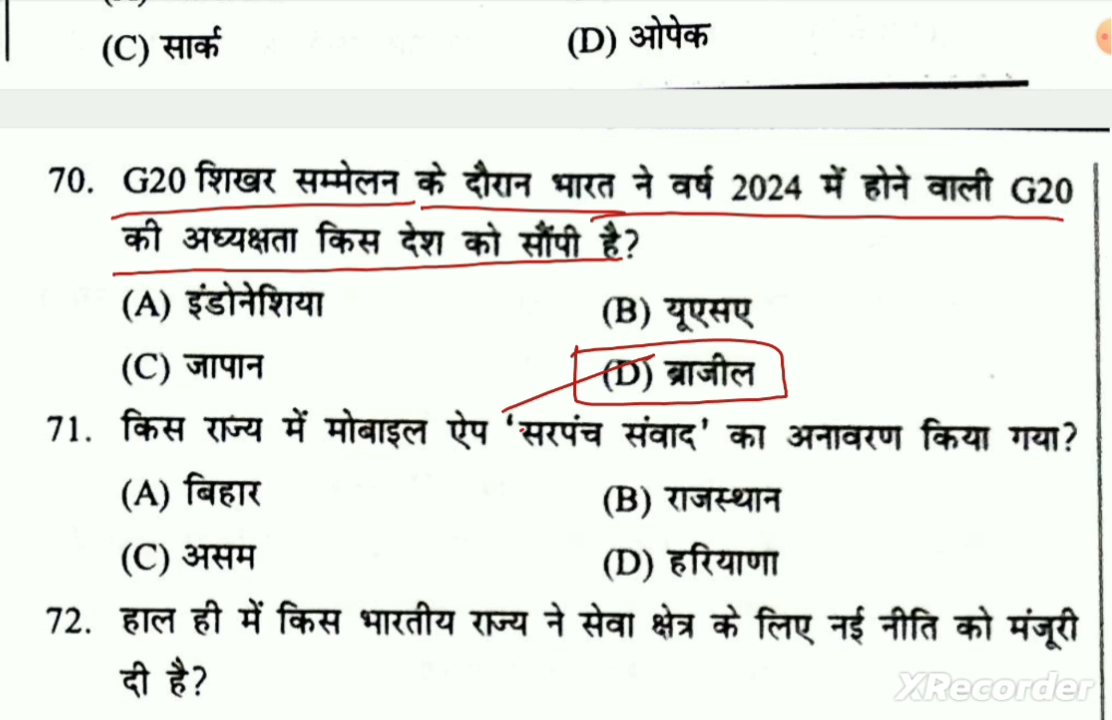 (C) सार्क (D) ओपेक
70. G20 शिखर सम्मेलन के दौरान भारत ने वर्ष 2024 में होने वाली G20
की अध्यक्षता किस देश को सौंपी है?
(A) इंडोनेशिया (B) यूएसए
(C) जापान (D) ब्राजील
71. किस राज्य में मोबाइल ऐप ‘सरपंच संवाद’ का अनावरण किया गया?
(A) बिहार (B) राजस्थान
(C) असम (D) हरियाणा
72. हाल ही में किस भारतीय राज्य ने सेवा क्षेत्र के लिए नई नीति को मंजूरी
दी है?
XRecorder